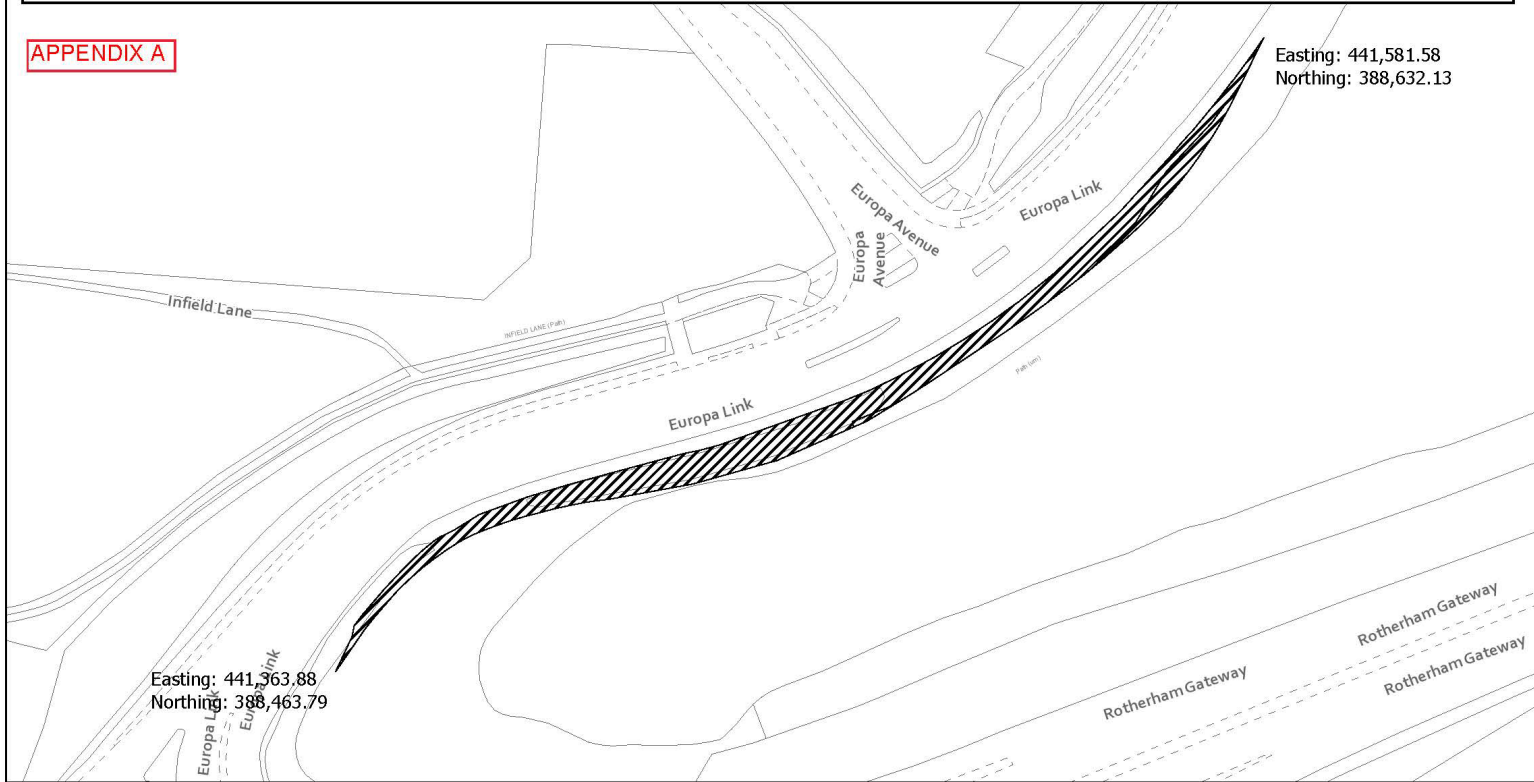 APPENDIX A
Easting: 441,581.58
Northing: 388,632.13
Europa Avenue
Europa Link
Europa
Avenue
Infield Lane
INFIELD LANE (Path)
Path (um)
Europa Link
Rotherham Gateway
Rotherham Gateway
Rotherham Gateway
Easting: 441,363.88
Northing: 388,463.79
Europa Link
Europa Link